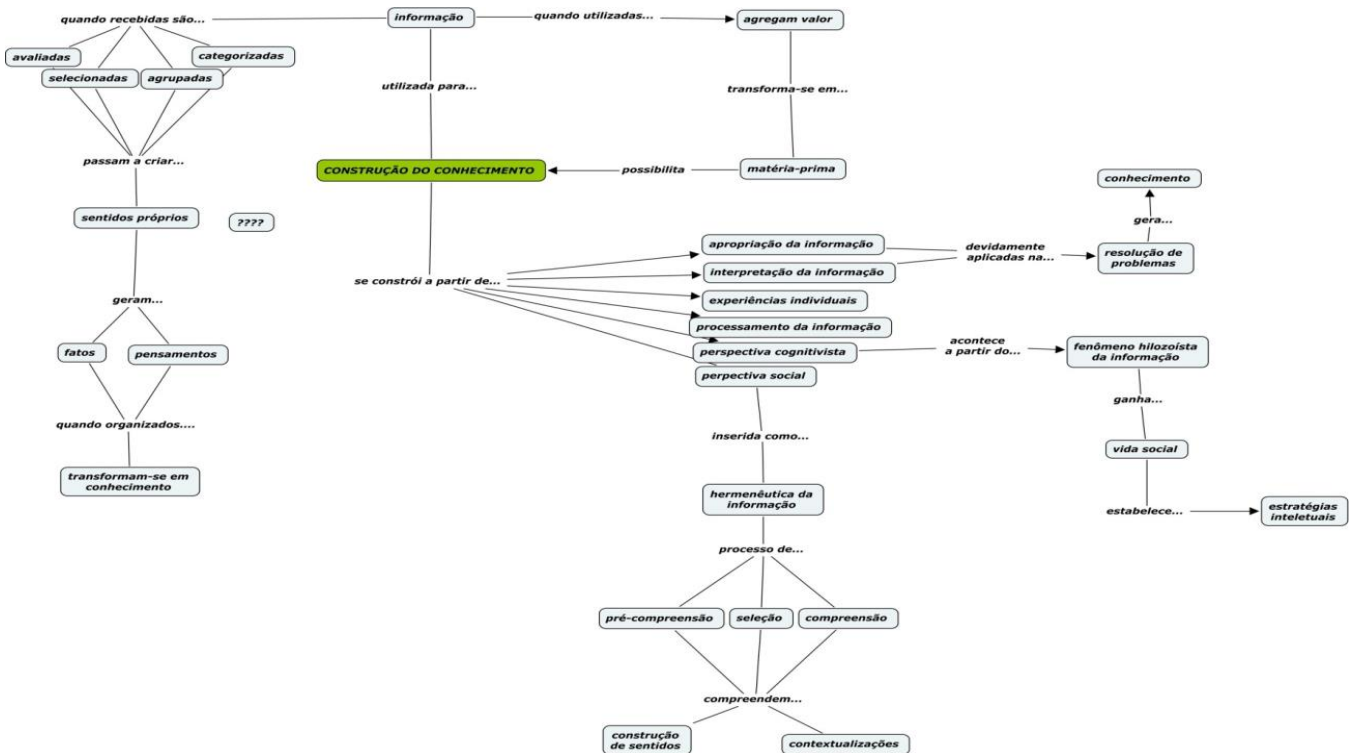 quando recebidas são...
informação
quando utilizadas...
agregam valor
avaliadas
categorizadas
selecionadas
agrupadas
utilizada para...
transforma-se em...
passam a criar...
CONSTRUÇÃO DO CONHECIMENTO
possibilita
matéria-prima
conhecimento
sentidos próprios
????
gera...
apropriação da informação
devidamente
aplicadas na...
resolução de
problemas
interpretação da informação
se constrói a partir de...
geram...
experiências individuais
processamento da informação
fatos
pensamentos
perspectiva cognitivista
acontece
a partir do...
fenômeno hilozoísta
da informação
perpectiva social
ganha...
quando organizados....
inserida como...
vida social
transformam-se em
conhecimento
hermenêutica da
informação
estabelece...
estratégias
inteletuais
processo de...
pré-compreensão
seleção
compreensão
compreendem...
construção
de sentidos
contextualizações